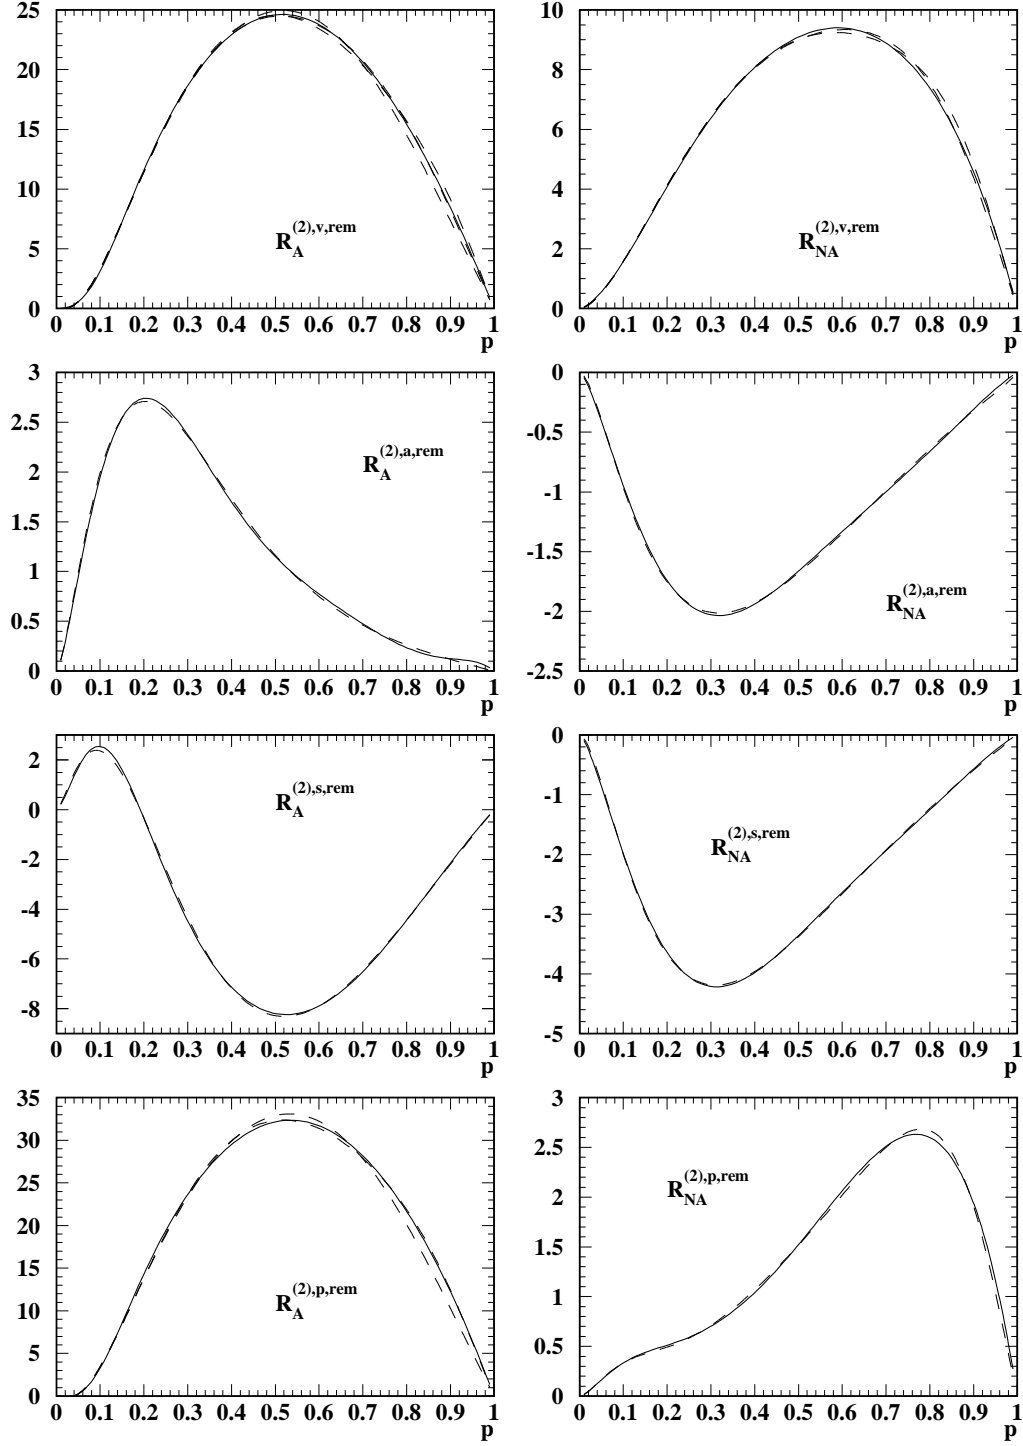 25
20
15
10
5
0
R_A^{(2),v,rem}
0 0.1 0.2 0.3 0.4 0.5 0.6 0.7 0.8 0.9 1
p
10
8
6
4
2
0
R_{NA}^{(2),v,rem}
0 0.1 0.2 0.3 0.4 0.5 0.6 0.7 0.8 0.9 1
p
3
2.5
2
1.5
1
0.5
0
R_A^{(2),a,rem}
0 0.1 0.2 0.3 0.4 0.5 0.6 0.7 0.8 0.9 1
p
0
-0.5
-1
-1.5
-2
-2.5
R_{NA}^{(2),a,rem}
0 0.1 0.2 0.3 0.4 0.5 0.6 0.7 0.8 0.9 1
p
2
0
-2
-4
-6
-8
R_A^{(2),s,rem}
0 0.1 0.2 0.3 0.4 0.5 0.6 0.7 0.8 0.9 1
p
0
-1
-2
-3
-4
-5
R_{NA}^{(2),s,rem}
0 0.1 0.2 0.3 0.4 0.5 0.6 0.7 0.8 0.9 1
p
35
30
25
20
15
10
5
0
R_A^{(2),p,rem}
0 0.1 0.2 0.3 0.4 0.5 0.6 0.7 0.8 0.9 1
p
3
2.5
2
1.5
1
0.5
0
R_{NA}^{(2),p,rem}
0 0.1 0.2 0.3 0.4 0.5 0.6 0.7 0.8 0.9 1
p